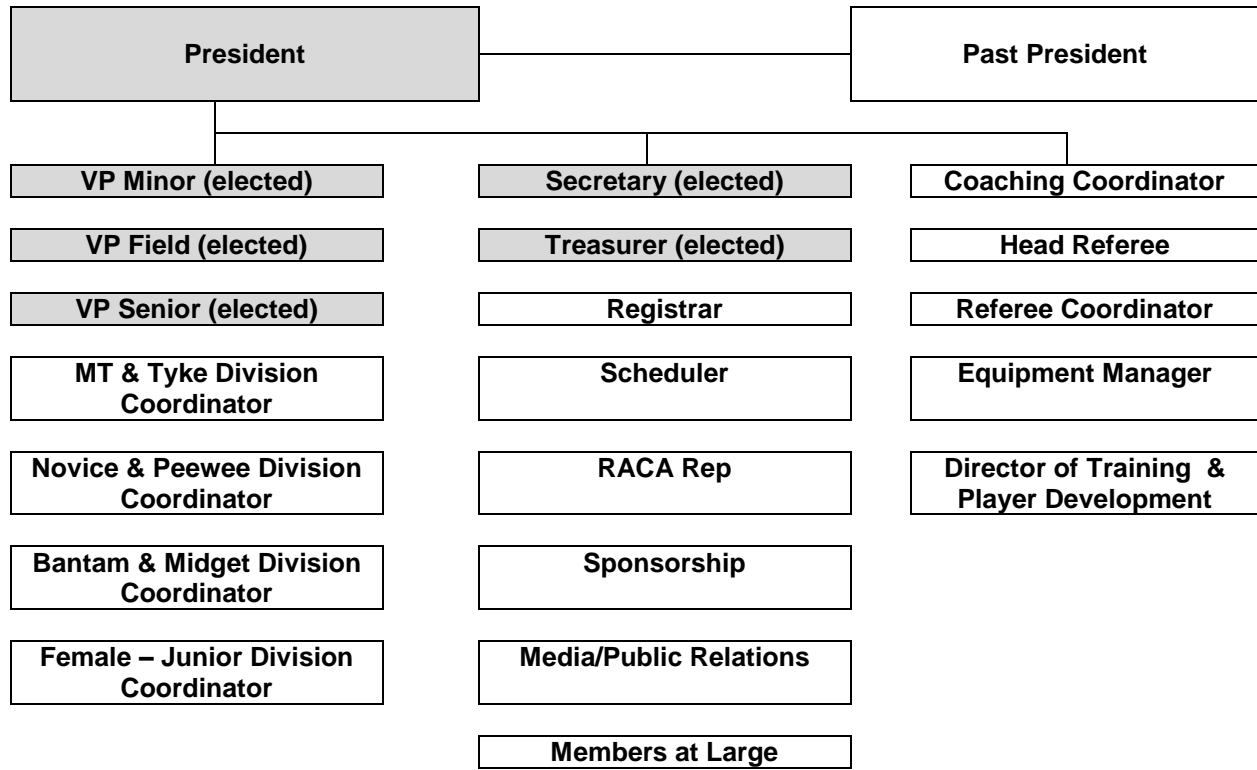 President
Past President
VP Minor (elected)
Secretary (elected)
Coaching Coordinator
VP Field (elected)
Treasurer (elected)
Head Referee
VP Senior (elected)
Registrar
Referee Coordinator
MT & Tyke Division
Coordinator
Scheduler
Equipment Manager
Novice & Peewee Division
Coordinator
RACA Rep
Director of Training  &
Player Development
Bantam & Midget Division
Coordinator
Sponsorship
Female – Junior Division
Coordinator
Media/Public Relations
Members at Large